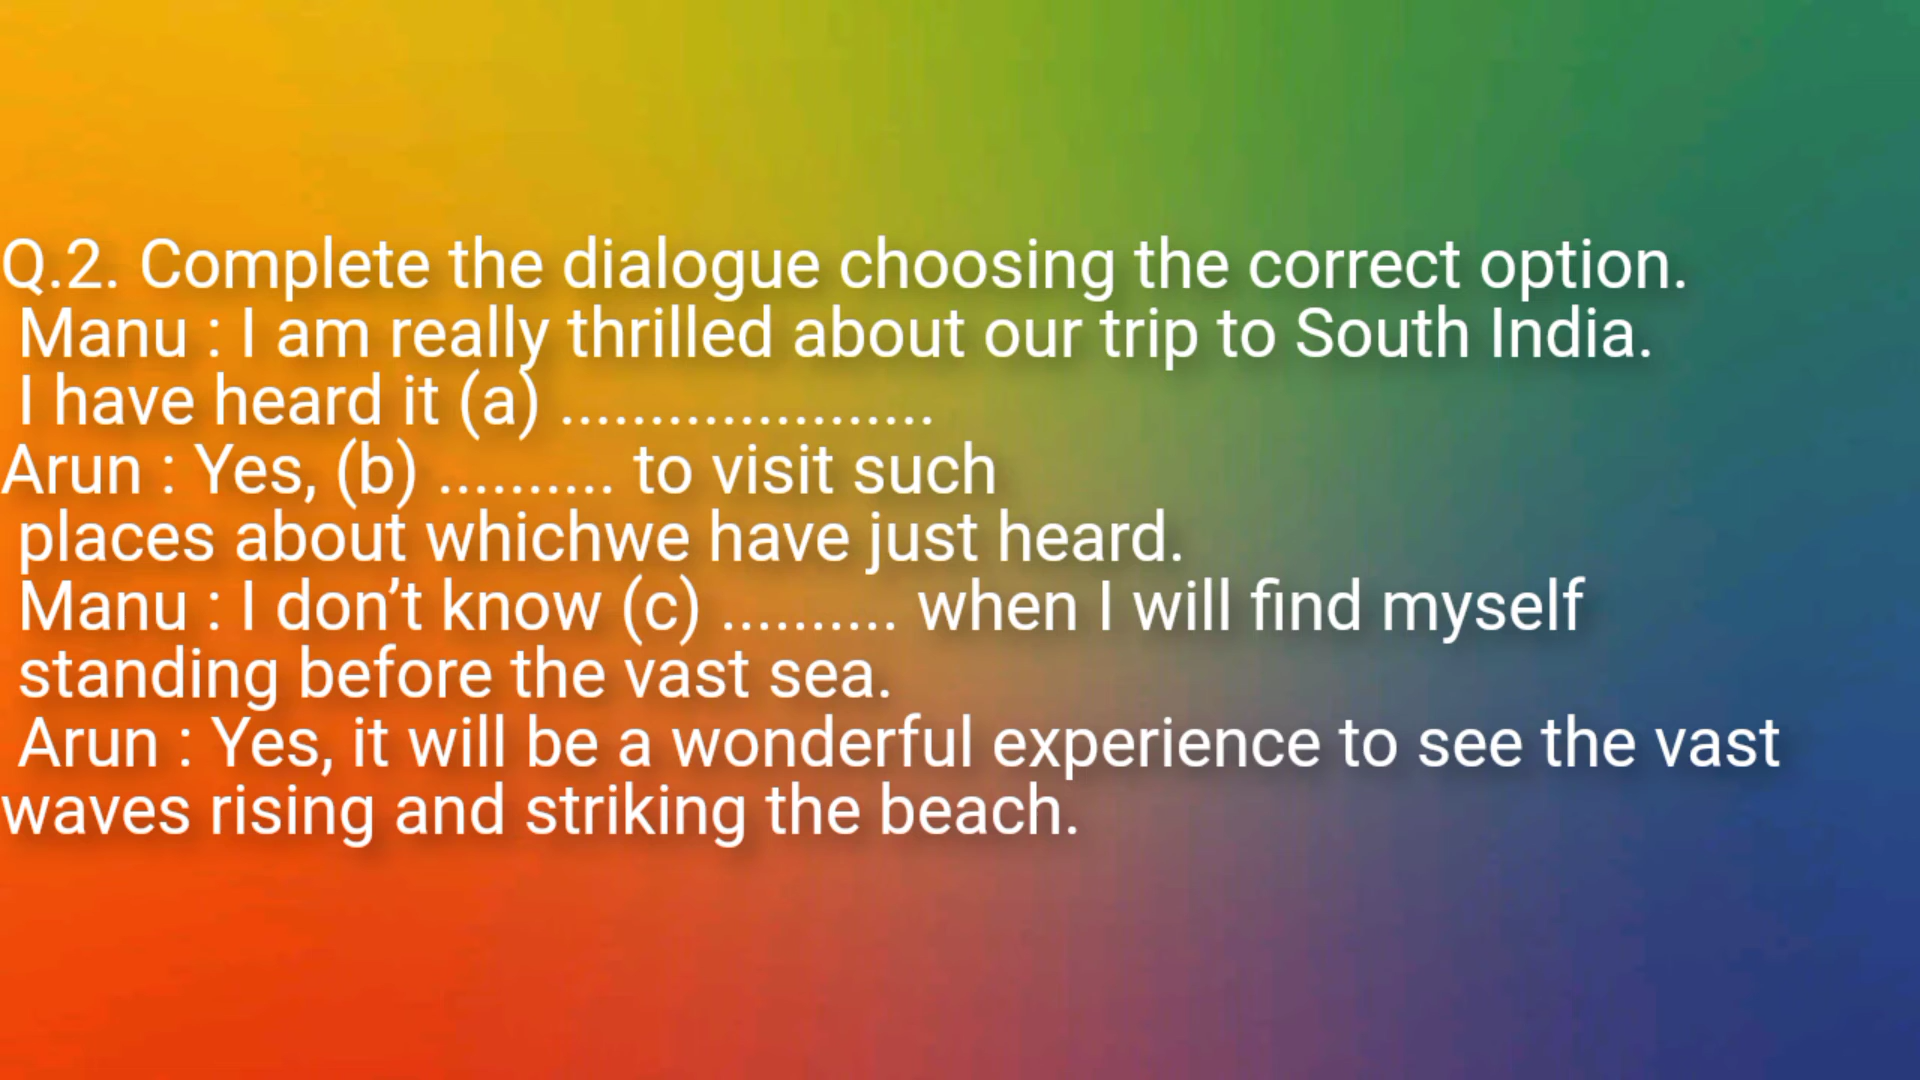 Q.2. Complete the dialogue choosing the correct option.
Manu : I am really thrilled about our trip to South India.
I have heard it (a) .....................
Arun : Yes, (b) .......... to visit such
places about whichwe have just heard.
Manu : I don’t know (c) .......... when I will find myself
standing before the vast sea.
Arun : Yes, it will be a wonderful experience to see the vast
waves rising and striking the beach.